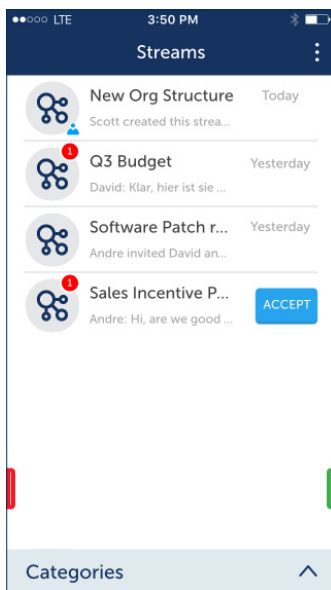 LTE 3:50 PM
Streams
New Org Structure Today
Scott created this strea...
1
Q3 Budget Yesterday
David: Klar, hier ist sie ...
Software Patch r... Yesterday
Andre invited David an...
1
Sales Incentive P...
ACCEPT
Andre: Hi, are we good ...
Categories